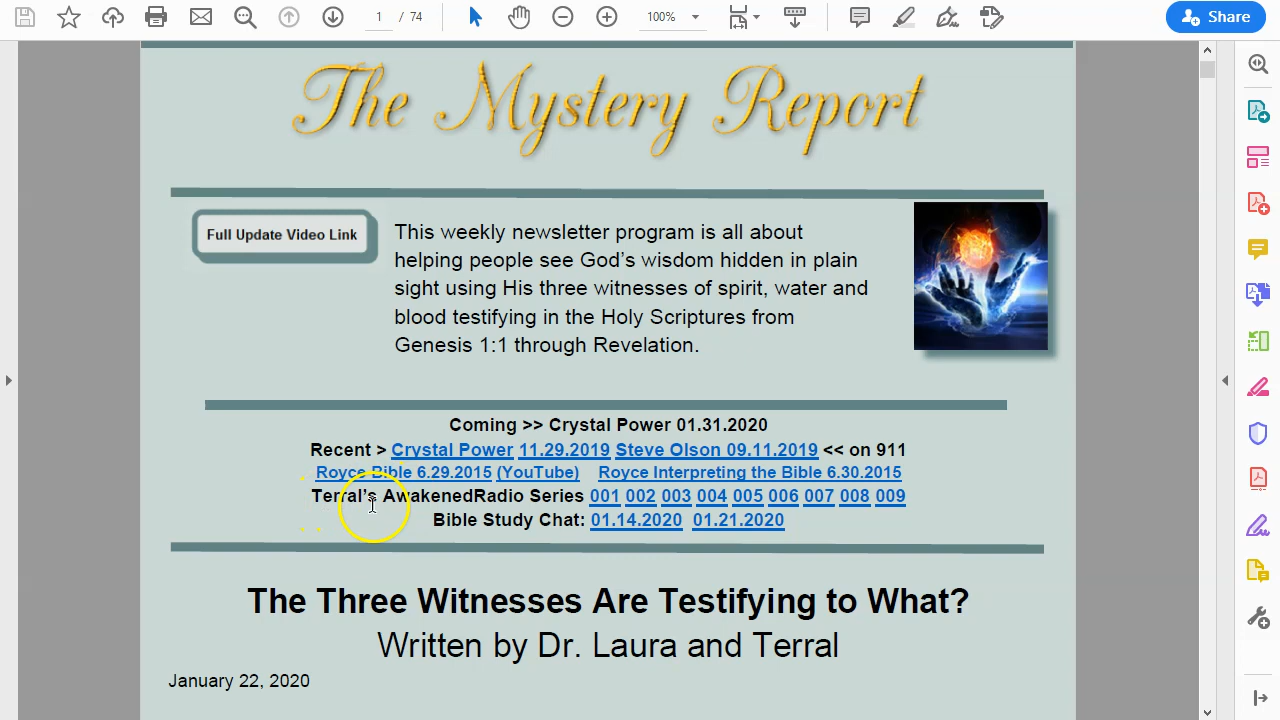 1 / 74
100%
Share
The Mystery Report
Full Update Video Link
This weekly newsletter program is all about
helping people see God's wisdom hidden in plain
sight using His three witnesses of spirit, water and
blood testifying in the Holy Scriptures from
Genesis 1:1 through Revelation.
Coming >> Crystal Power 01.31.2020
Recent > Crystal Power 11.29.2019 Steve Olson 09.11.2019 << on 911
Royce Bible 6.29.2015 (YouTube) Royce Interpreting the Bible 6.30.2015
Terral's AwakenedRadio Series 001 002 003 004 005 006 007 008 009
Bible Study Chat: 01.14.2020 01.21.2020
The Three Witnesses Are Testifying to What?
Written by Dr. Laura and Terral
January 22, 2020